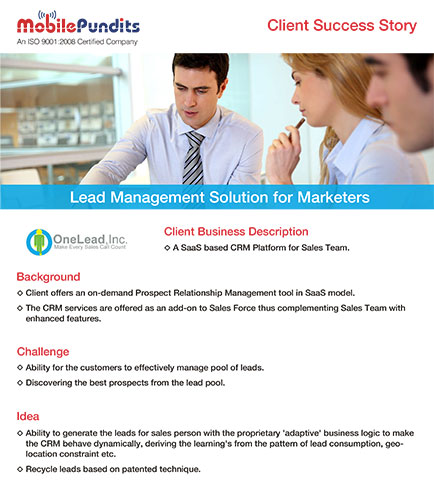 MobilePundits
An ISO 9001:2008 Certified Company
Client Success Story
Lead Management Solution for Marketers
OneLead,Inc.
Make Every Sales Call Count
Client Business Description
◇ A SaaS based CRM Platform for Sales Team.
Background
◇ Client offers an on-demand Prospect Relationship Management tool in SaaS model.
◇ The CRM services are offered as an add-on to Sales Force thus complementing Sales Team with
enhanced features.
Challenge
◇ Ability for the customers to effectively manage pool of leads.
◇ Discovering the best prospects from the lead pool.
Idea
◇ Ability to generate the leads for sales person with the proprietary 'adaptive' business logic to make
the CRM behave dynamically, deriving the learning's from the pattern of lead consumption, geo-
location constraint etc.
◇ Recycle leads based on patented technique.